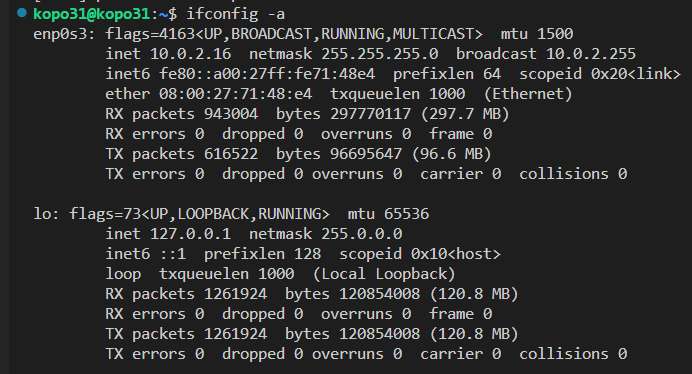 kopo31@kopo31:~$ ifconfig -a
enp0s3: flags=4163<UP,BROADCAST,RUNNING,MULTICAST>  mtu 1500
        inet 10.0.2.16  netmask 255.255.255.0  broadcast 10.0.2.255
        inet6 fe80::a00:27ff:fe71:48e4  prefixlen 64  scopeid 0x20<link>
        ether 08:00:27:71:48:e4  txqueuelen 1000  (Ethernet)
        RX packets 943004  bytes 297770117 (297.7 MB)
        RX errors 0  dropped 0  overruns 0  frame 0
        TX packets 616522  bytes 96695647 (96.6 MB)
        TX errors 0  dropped 0 overruns 0  carrier 0  collisions 0

lo: flags=73<UP,LOOPBACK,RUNNING>  mtu 65536
        inet 127.0.0.1  netmask 255.0.0.0
        inet6 ::1  prefixlen 128  scopeid 0x10<host>
        loop  txqueuelen 1000  (Local Loopback)
        RX packets 1261924  bytes 120854008 (120.8 MB)
        RX errors 0  dropped 0  overruns 0  frame 0
        TX packets 1261924  bytes 120854008 (120.8 MB)
        TX errors 0  dropped 0 overruns 0  carrier 0  collisions 0